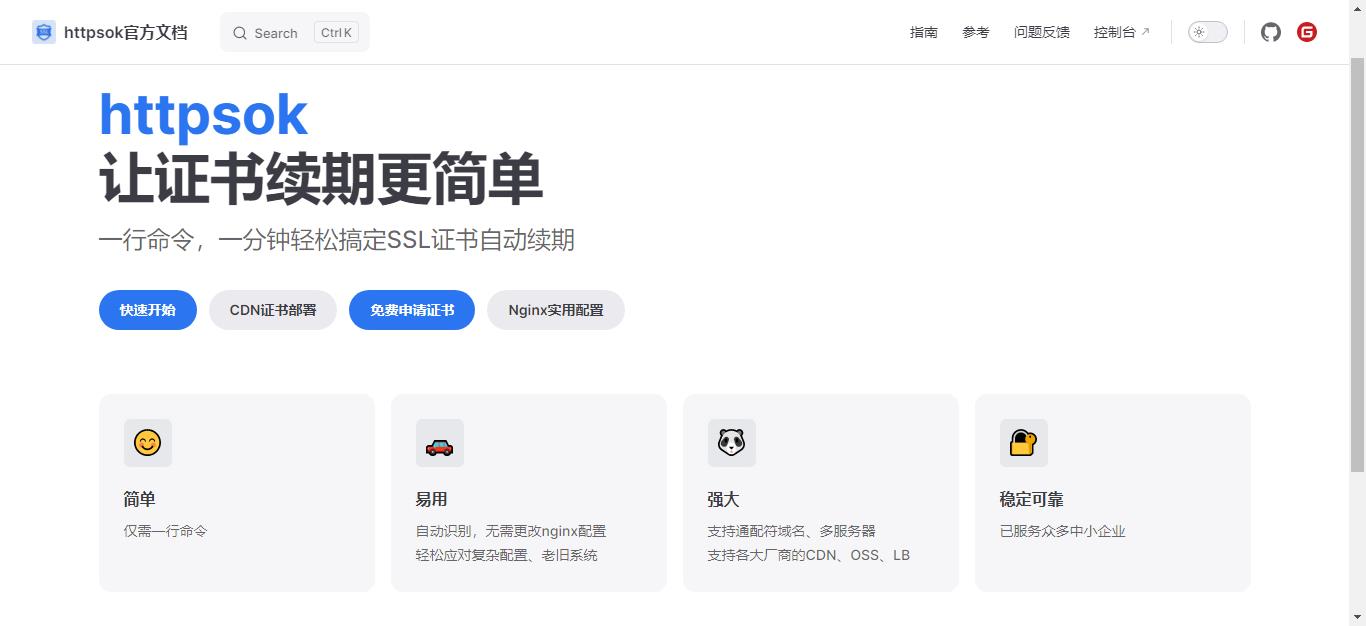 httpsok官方文档
Search
Ctrl K
指南
参考
问题反馈
控制台
httpsok
让证书续期更简单
一行命令，一分钟轻松搞定SSL证书自动续期
快速开始
CDN证书部署
免费申请证书
Nginx实用配置
简单
仅需一行命令
易用
自动识别，无需更改nginx配置
轻松应对复杂配置、老旧系统
强大
支持通配符域名、多服务器
支持各大厂商的CDN、OSS、LB
稳定可靠
已服务众多中小企业